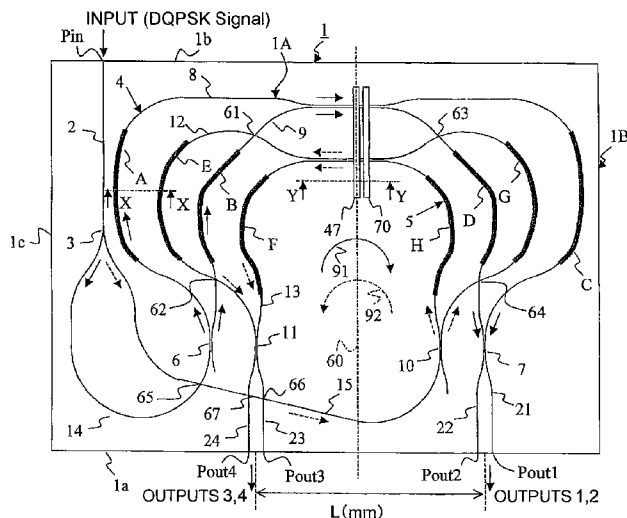 INPUT (DQPSK Signal)
Pin
1b
1
1A
8
4
61
63
2
12
9
1B
E
A
B
D
G
X
X
Y
Y
5
1c
3
F
47
70
H
C
91
62
13
92
64
6
11
60
10
7
65
66
15
67
14
24
23
22
21
1a
Pout4
Pout3
Pout2
Pout1
OUTPUTS 3,4
L(mm)
OUTPUTS 1,2